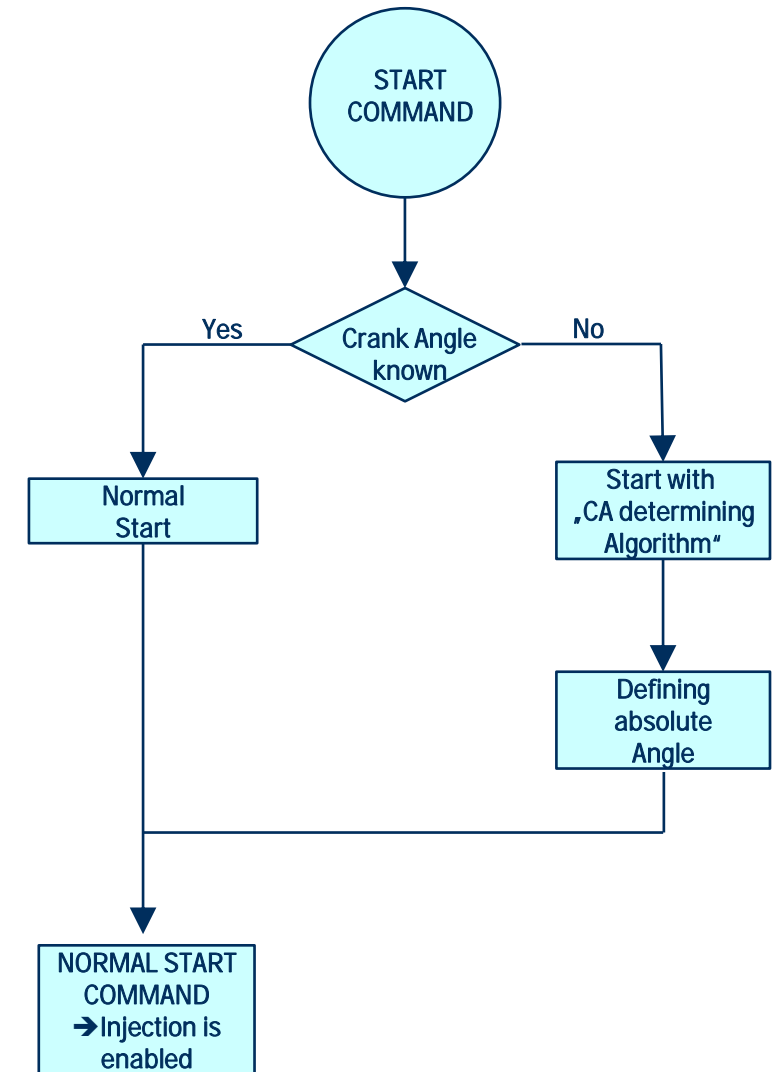 START
COMMAND
Yes
Crank Angle
known
No
Normal
Start
Start with
„CA determining
Algorithm“
Defining
absolute
Angle
NORMAL START
COMMAND
➔Injection is
enabled